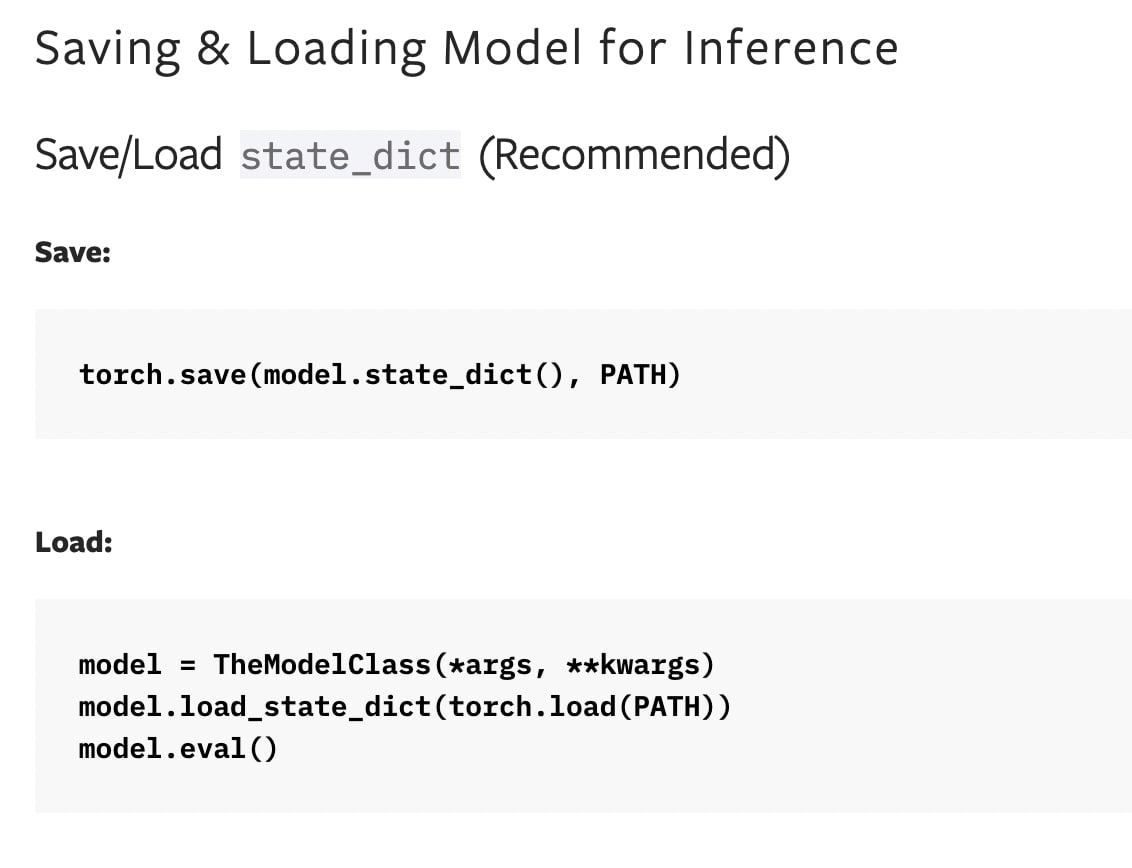 Saving & Loading Model for Inference
Save/Load state_dict (Recommended)
Save:
torch.save(model.state_dict(), PATH)
Load:
model = TheModelClass(*args, **kwargs)
model.load_state_dict(torch.load(PATH))
model.eval()